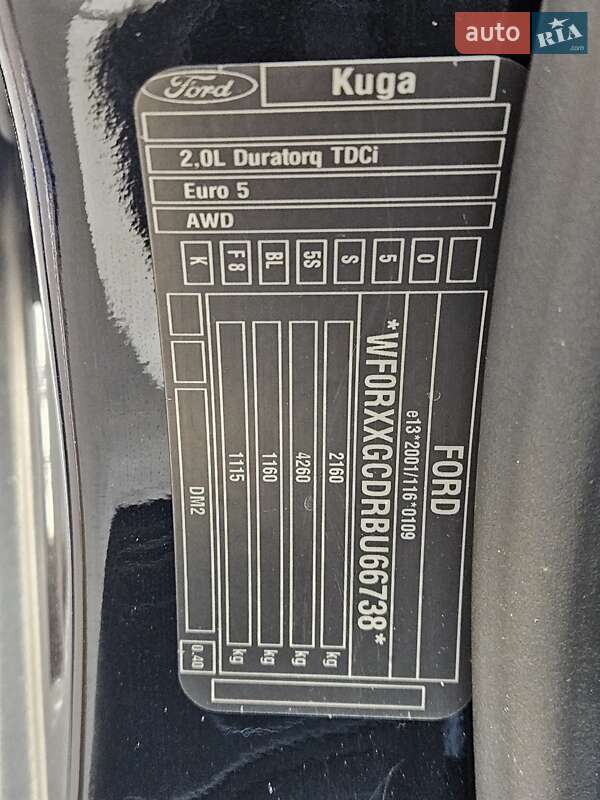 auto RIA .com
Ford Kuga
2,0L Duratorq TDCi
Euro 5
AWD
K F8 BL 5S S 5 0
FORD
e13*2001/116*0109
*WF0RXXGCDRBU66738*
2160 kg
4260 kg
1160 kg
1115 kg
DM2 0.40